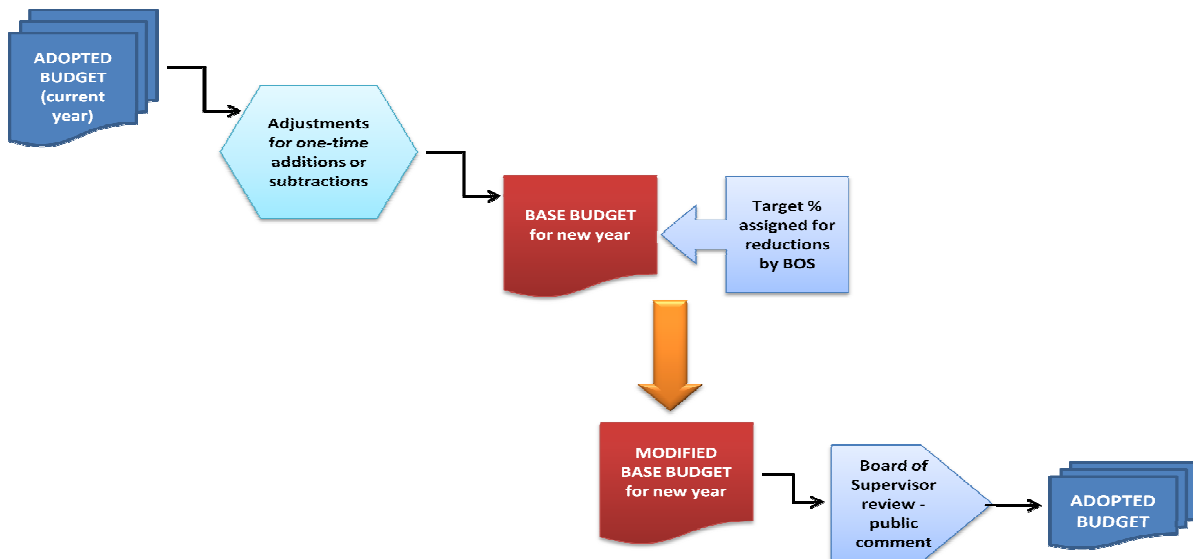 ADOPTED
BUDGET
(current
year)
Adjustments
for one-time
additions or
subtractions
BASE BUDGET
for new year
Target %
assigned for
reductions
by BOS
MODIFIED
BASE BUDGET
for new year
Board of
Supervisor
review -
public
comment
ADOPTED
BUDGET